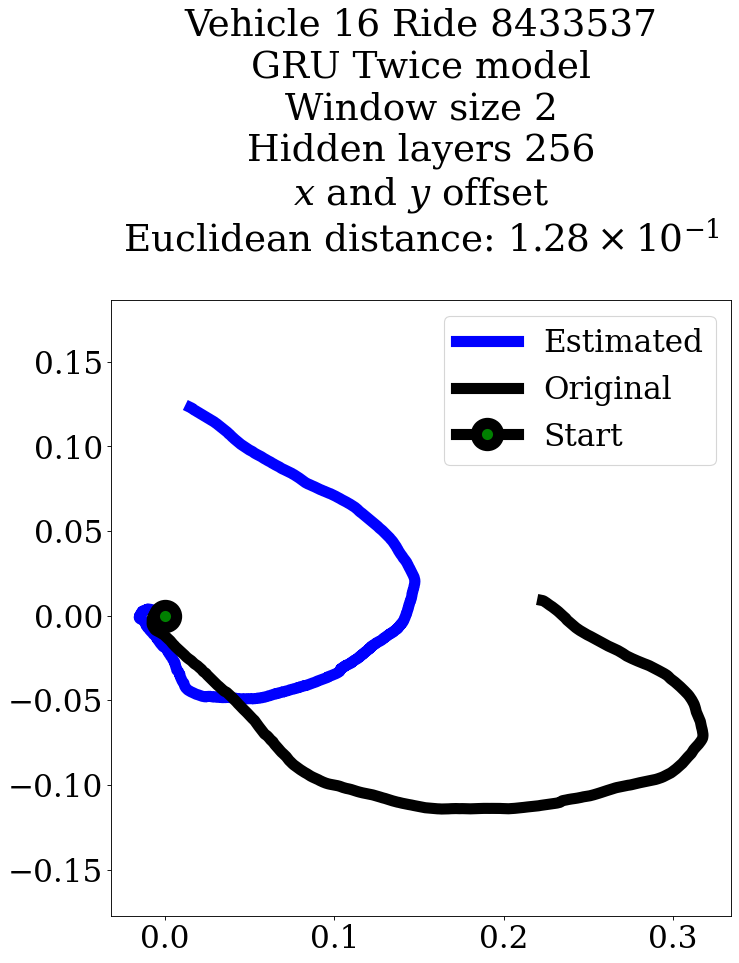 Vehicle 16 Ride 8433537
GRU Twice model
Window size 2
Hidden layers 256
x and y offset
Euclidean distance: 1.28 × 10⁻¹
Estimated
Original
Start
0.15
0.10
0.05
0.00
−0.05
−0.10
−0.15
0.0 0.1 0.2 0.3